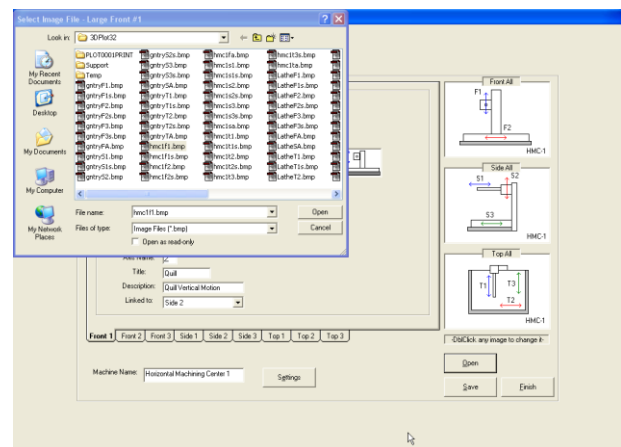 Select Image File - Large Front #1
Look in: 3DPlot32
My Recent Documents
Desktop
My Documents
My Computer
My Network Places
PLOT0001PRINT
Support
Temp
gntryF1.bmp
gntryF1s.bmp
gntryF2.bmp
gntryF2s.bmp
gntryF3.bmp
gntryF3s.bmp
gntryFA.bmp
gntryS1.bmp
gntryS1s.bmp
gntryS2.bmp
gntryS2s.bmp
gntryS3.bmp
gntryS3s.bmp
gntrySA.bmp
gntryT1.bmp
gntryT1s.bmp
gntryT2.bmp
gntryT2s.bmp
gntryTA.bmp
hmc1f1.bmp
hmc1f1s.bmp
hmc1f2.bmp
hmc1f2s.bmp
hmc1fa.bmp
hmc1s1.bmp
hmc1s1s.bmp
hmc1s2.bmp
hmc1s2s.bmp
hmc1s3.bmp
hmc1s3s.bmp
hmc1sa.bmp
hmc1t1.bmp
hmc1t1s.bmp
hmc1t2.bmp
hmc1t2s.bmp
hmc1t3.bmp
hmc1t3s.bmp
hmc1ta.bmp
LatheF1.bmp
LatheF1s.bmp
LatheF2.bmp
LatheF2s.bmp
LatheF3.bmp
LatheF3s.bmp
LatheFA.bmp
LatheSA.bmp
LatheT1.bmp
LatheT1s.bmp
LatheT2.bmp
File name: hmc1f1.bmp Open
Files of type: Image Files (*.bmp) Cancel
Open as read-only
Title: Quill
Description: Quill Vertical Motion
Linked to: Side 2
Front 1 Front 2 Front 3 Side 1 Side 2 Side 3 Top 1 Top 2 Top 3
Machine Name: Horizontal Machining Center 1 Settings
Front All
F1
F2
HMC-1
Side All
S1 S2
S3
HMC-1
Top All
T1 T3
T2
HMC-1
-DblClick any image to change it-
Open
Save Finish